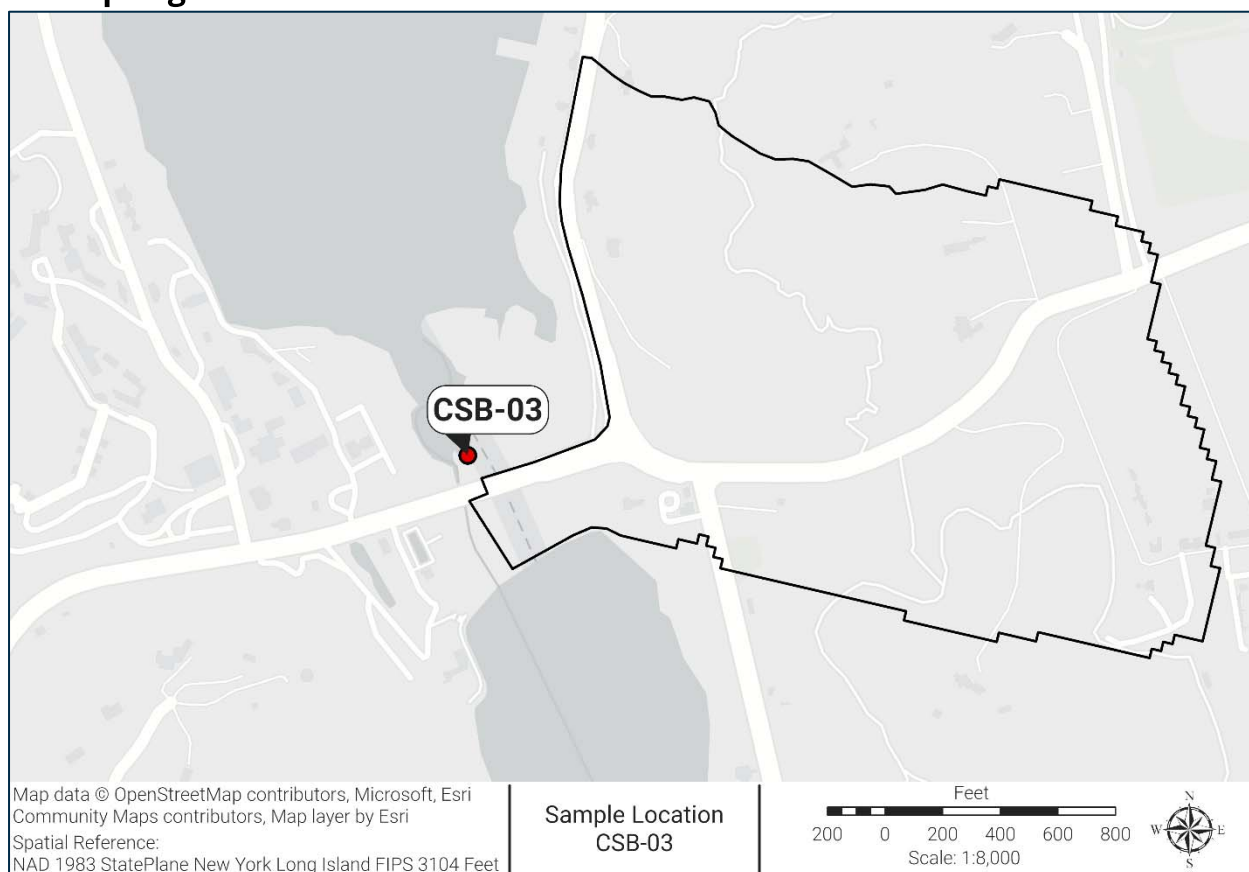 CSB-03
Map data © OpenStreetMap contributors, Microsoft, Esri
Community Maps contributors, Map layer by Esri
Spatial Reference:
NAD 1983 StatePlane New York Long Island FIPS 3104 Feet
Sample Location
CSB-03
Feet
200 0 200 400 600 800
Scale: 1:8,000
N
W E
S